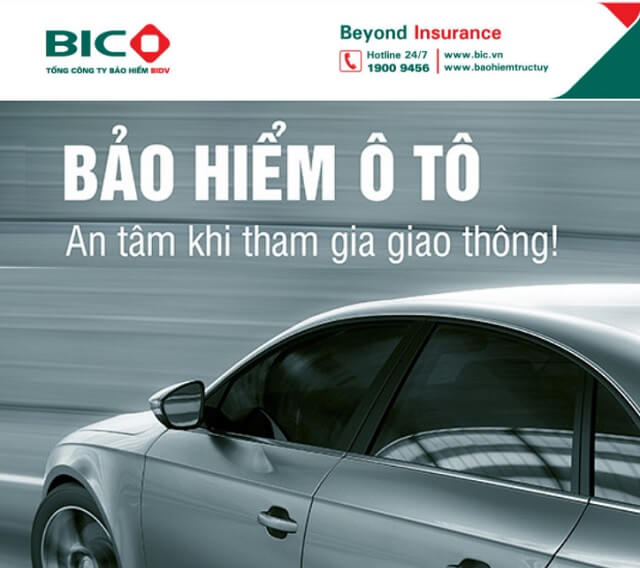 BIC
TỔNG CÔNG TY BẢO HIỂM BIDV
Beyond Insurance
Hotline 24/7
1900 9456
www.bic.vn
www.baohiemtructuy
BẢO HIỂM Ô TÔ
An tâm khi tham gia giao thông!